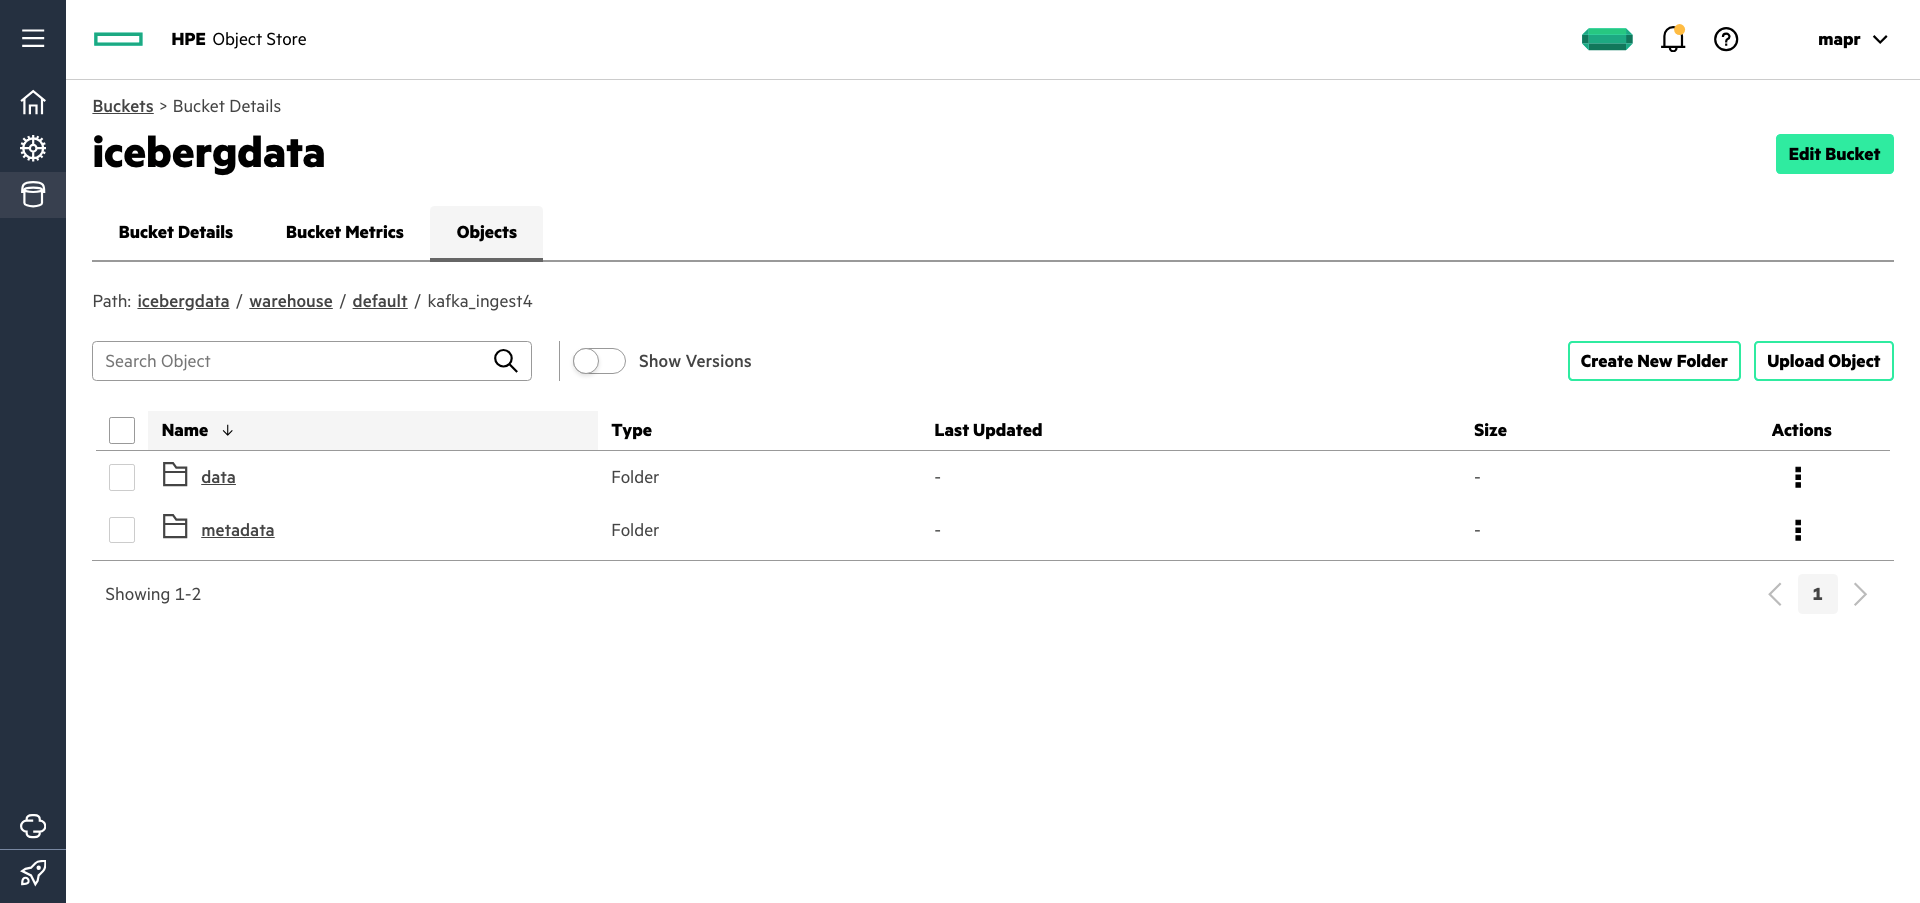 HPE Object Store
mapr
Buckets > Bucket Details
icebergdata
Edit Bucket
Bucket Details Bucket Metrics Objects
Path: icebergdata / warehouse / default / kafka_ingest4
Search Object
Show Versions
Create New Folder
Upload Object
Name ↓ Type Last Updated Size Actions
data Folder - -
metadata Folder - -
Showing 1-2
1